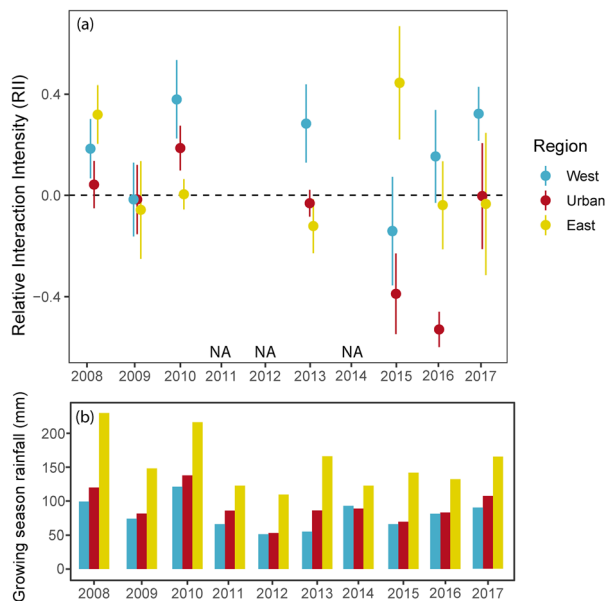 (a)
Relative Interaction Intensity (RII)
0.4
0.0
−0.4
NA NA NA
2008 2009 2010 2011 2012 2013 2014 2015 2016 2017
Region
West
Urban
East
(b)
Growing season rainfall (mm)
200
150
100
50
0
2008 2009 2010 2011 2012 2013 2014 2015 2016 2017